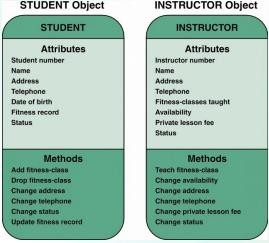 STUDENT Object
STUDENT
Attributes
Student number
Name
Address
Telephone
Date of birth
Fitness record
Status
Methods
Add fitness-class
Drop fitness-class
Change address
Change telephone
Change status
Update fitness record
INSTRUCTOR Object
INSTRUCTOR
Attributes
Instructor number
Name
Address
Telephone
Fitness-classes taught
Availability
Private lesson fee
Status
Methods
Teach fitness-class
Change availability
Change address
Change telephone
Change private lesson fee
Change status